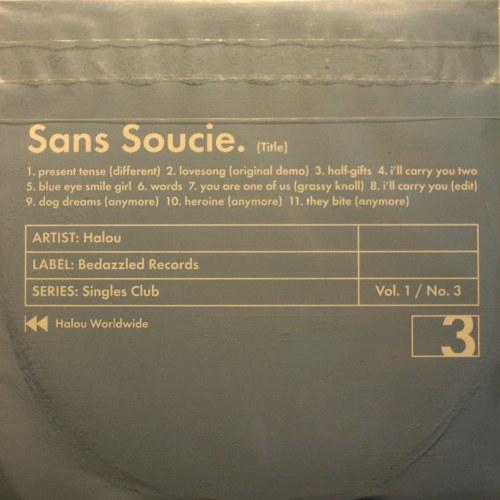 Sans Soucie. (Title)
1. present tense (different) 2. lovesong (original demo) 3. half-gifts 4. i'll carry you two
5. blue eye smile girl 6. words 7. you are one of us (grassy knoll) 8. i'll carry you (edit)
9. dog dreams (anymore) 10. heroine (anymore) 11. they bite (anymore)
ARTIST: Halou
LABEL: Bedazzled Records
SERIES: Singles Club Vol. 1 / No. 3
Halou Worldwide
3